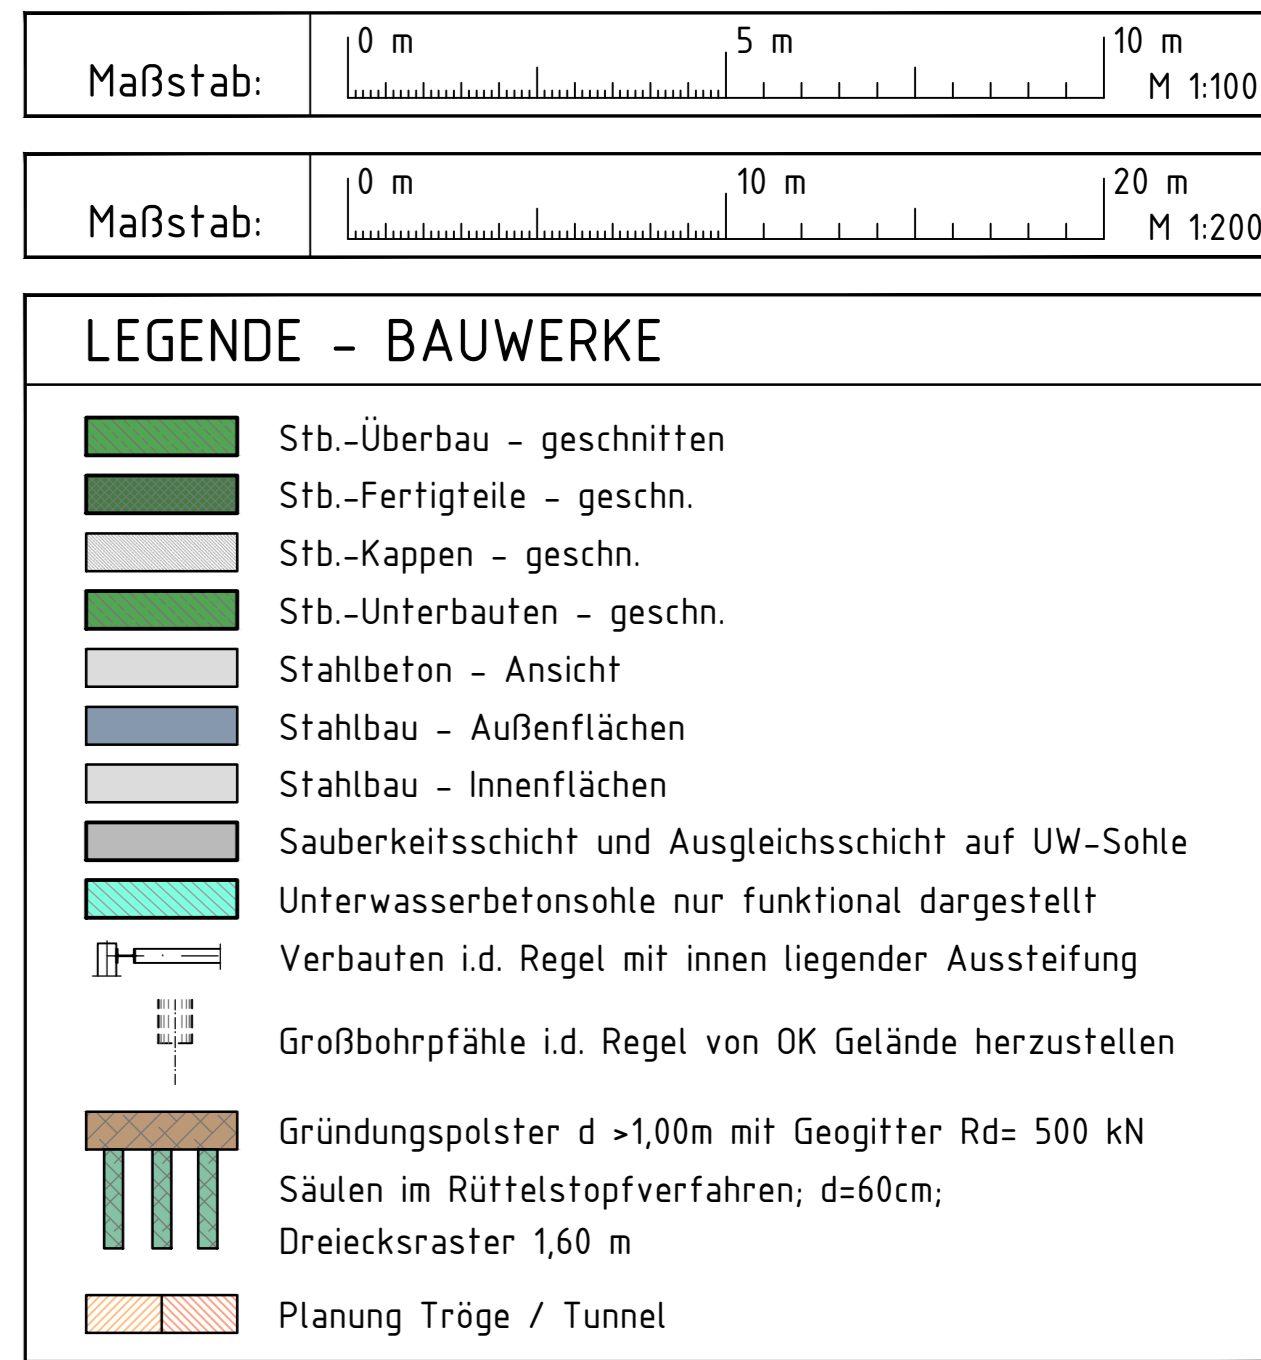 Maßstab:
0 m 5 m 10 m
M 1:100
Maßstab:
0 m 10 m 20 m
M 1:200
LEGENDE - BAUWERKE
Stb.-Überbau - geschnitten
Stb.-Fertigteile - geschn.
Stb.-Kappen - geschn.
Stb.-Unterbauten - geschn.
Stahlbeton - Ansicht
Stahlbau - Außenflächen
Stahlbau - Innenflächen
Sauberkeitsschicht und Ausgleichsschicht auf UW-Sohle
Unterwasserbetonsohle nur funktional dargestellt
Verbauten i.d. Regel mit innen liegender Aussteifung
Großbohrpfähle i.d. Regel von OK Gelände herzustellen
Gründungspolster d >1,00m mit Geogitter Rd= 500 kN
Säulen im Rüttelstopfverfahren; d=60cm;
Dreiecksraster 1,60 m
Planung Tröge / Tunnel